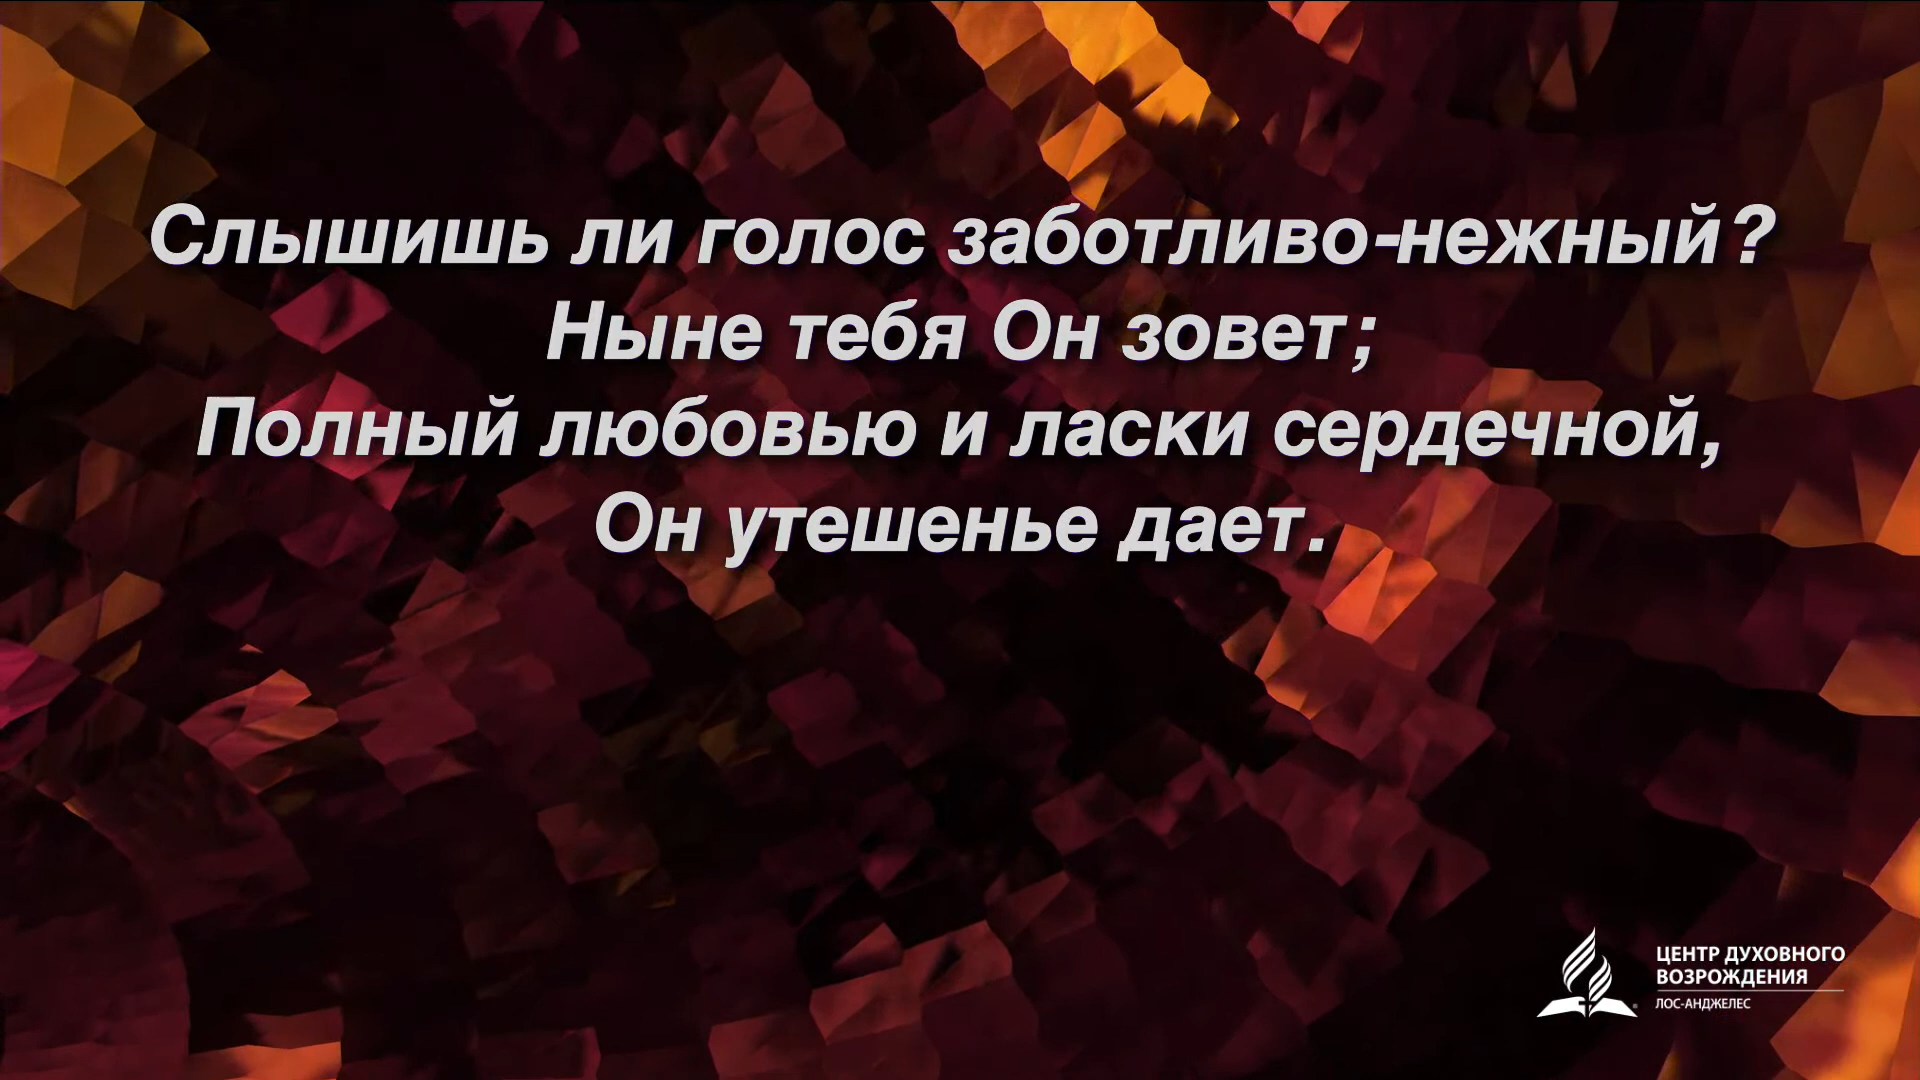 Слышишь ли голос заботливо-нежный?
Ныне тебя Он зовет;
Полный любовью и ласки сердечной,
Он утешенье дает.
ЦЕНТР ДУХОВНОГО
ВОЗРОЖДЕНИЯ
ЛОС-АНДЖЕЛЕС